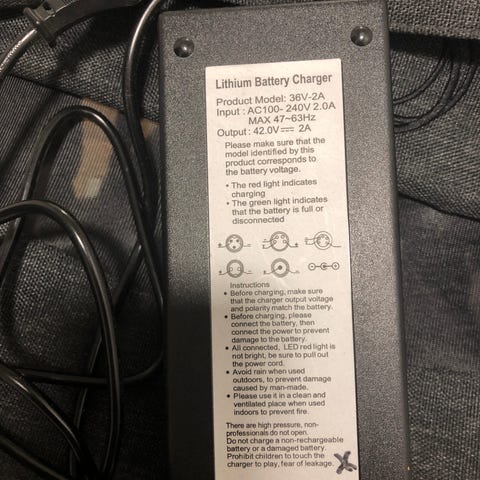 Lithium Battery Charger
Product Model: 36V-2A
Input : AC100- 240V 2.0A
MAX 47~63Hz
Output : 42.0V⎓ 2A
Please make sure that the
model identified by this
product corresponds to
the battery voltage.
• The red light indicates
charging
• The green light indicates
that the battery is full or
disconnected
Instructions
• Before charging, make sure
that the charger output voltage
and polarity match the battery.
• Before charging, please
connect the battery, then
connect the power to prevent
damage to the battery.
• All connected, LED red light is
not bright, be sure to pull out
the power cord.
• Avoid rain when used
outdoors, to prevent damage
caused by man-made.
• Please use it in a clean and
ventilated place when used
indoors to prevent fire.
There are high pressure, non-
professionals do not open.
Do not charge a non-rechargeable
battery or a damaged battery.
Prohibit children to touch the
charger to play, fear of leakage.